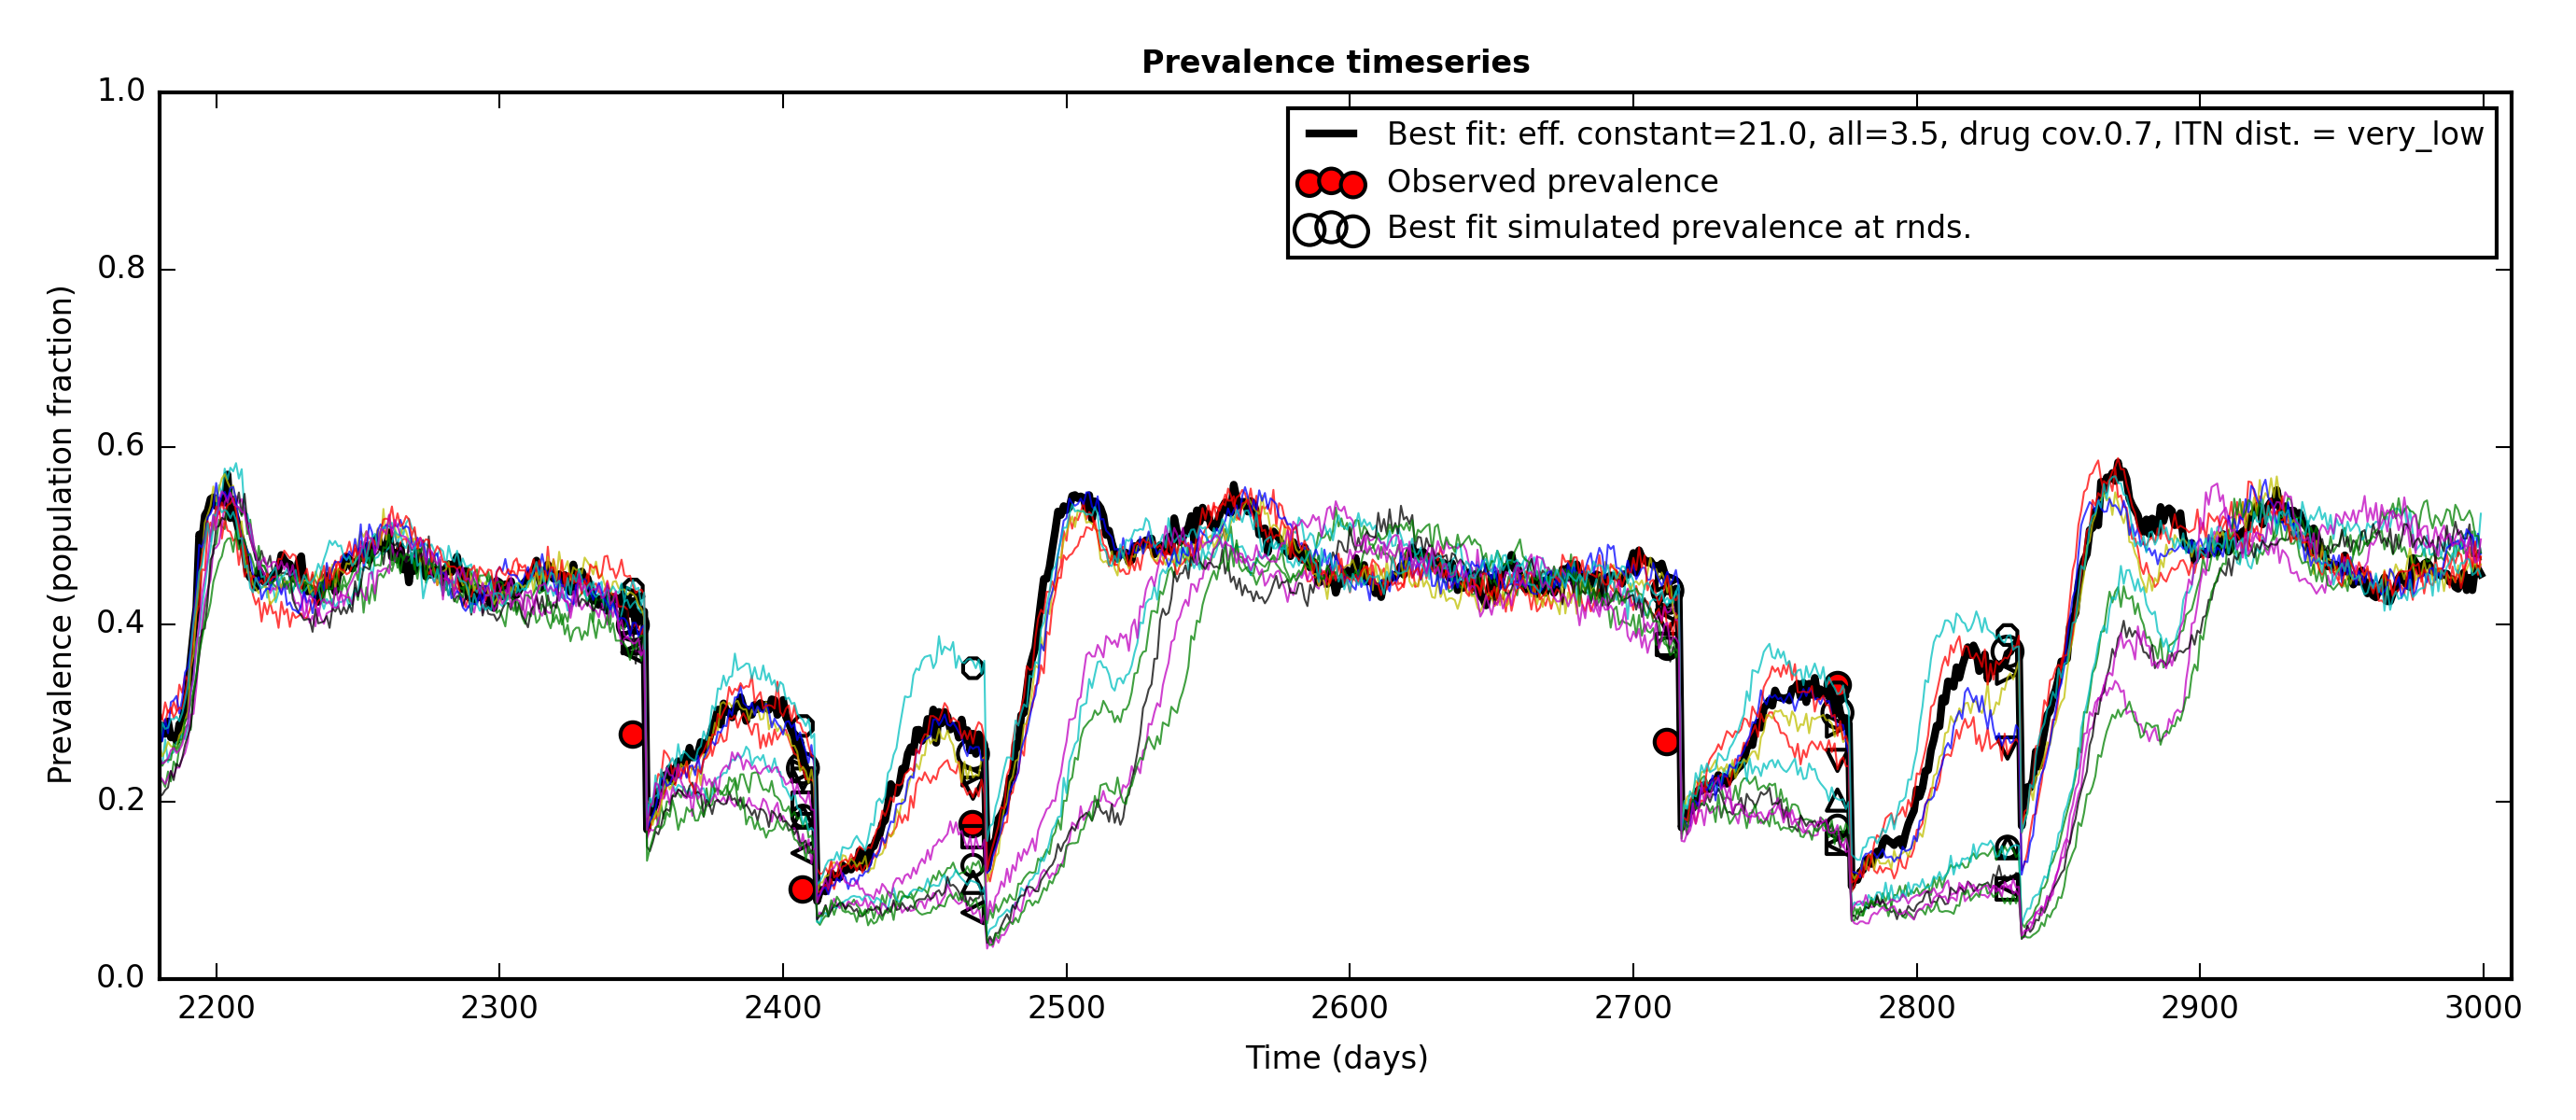 Prevalence timeseries
Best fit: eff. constant=21.0, all=3.5, drug cov.0.7, ITN dist. = very_low
Observed prevalence
Best fit simulated prevalence at rnds.
Prevalence (population fraction)
1.0
0.8
0.6
0.4
0.2
0.0
2200 2300 2400 2500 2600 2700 2800 2900 3000
Time (days)